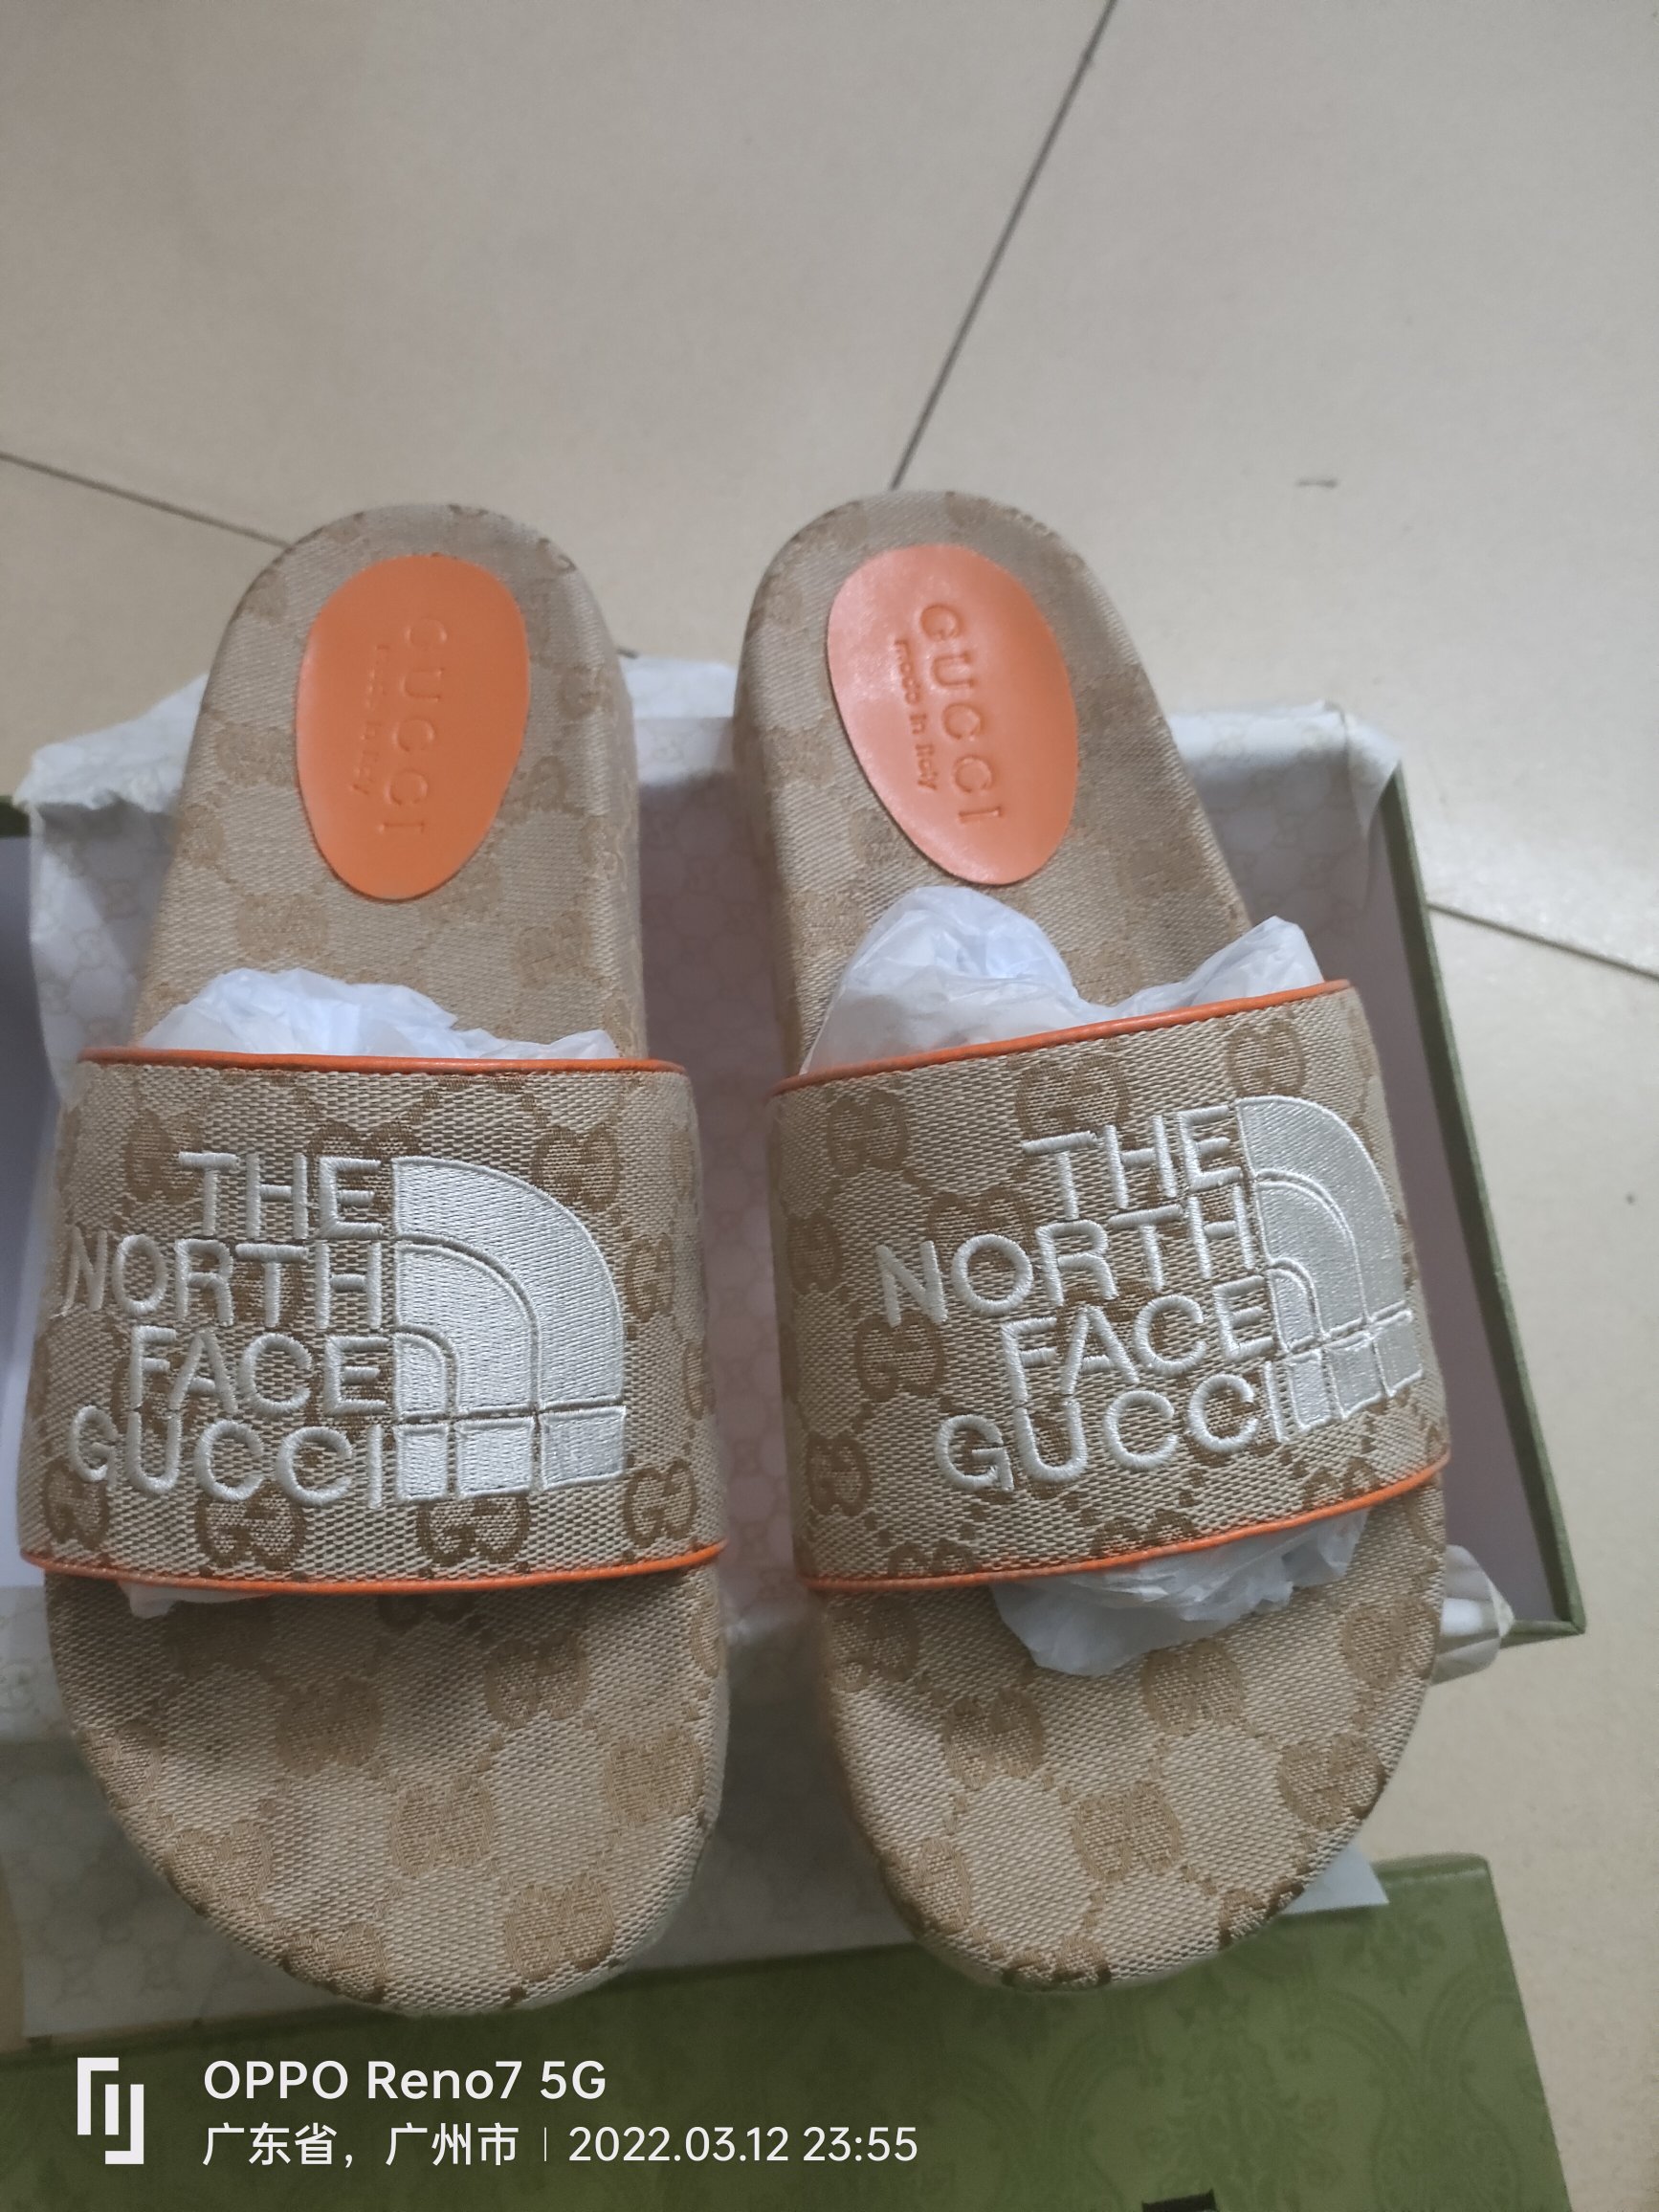 GUCCI
made in italy
GUCCI
made in italy
THE
NORTH
FACE
GUCCI
THE
NORTH
FACE
GUCCI
OPPO Reno7 5G
广东省，广州市 | 2022.03.12 23:55